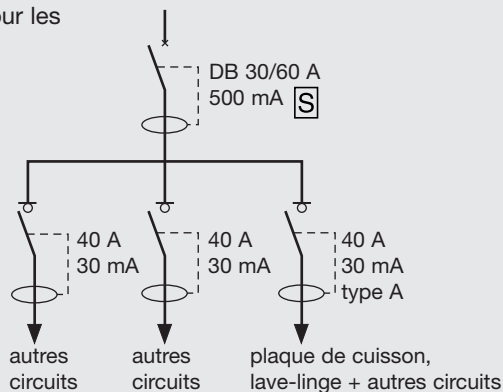 our les
DB 30/60 A
500 mA S
40 A
30 mA
40 A
30 mA
40 A
30 mA
type A
autres
circuits
autres
circuits
plaque de cuisson,
lave-linge + autres circuits